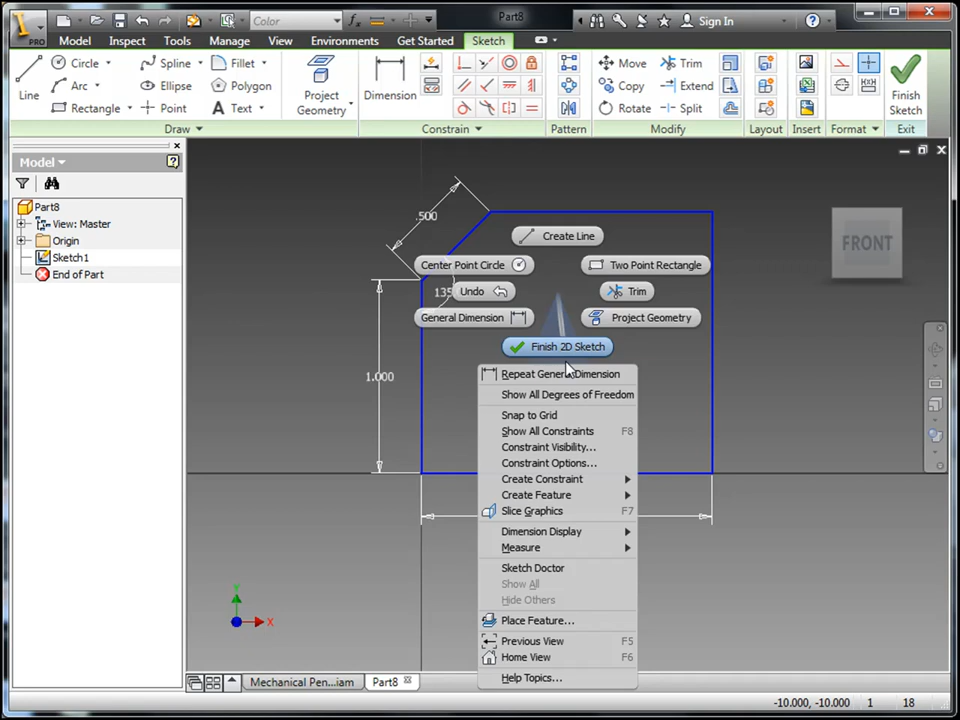 PRO
Color
Part8
Sign In
Model Inspect Tools Manage View Environments Get Started Sketch
Line
Circle
Arc
Rectangle
Spline
Ellipse
Point
Fillet
Polygon
Text
Project Geometry
Dimension
Move
Copy
Rotate
Trim
Extend
Split
Finish Sketch
Draw Constrain Pattern Modify Layout Insert Format Exit
Model
Part8
View: Master
Origin
Sketch1
End of Part
.500
135
1.000
FRONT
Create Line
Center Point Circle
Two Point Rectangle
Undo
Trim
General Dimension
Project Geometry
Finish 2D Sketch
Repeat General Dimension
Show All Degrees of Freedom
Snap to Grid
Show All Constraints F8
Constraint Visibility...
Constraint Options...
Create Constraint
Create Feature
Slice Graphics F7
Dimension Display
Measure
Sketch Doctor
Show All
Hide Others
Place Feature...
Previous View F5
Home View F6
Help Topics...
Y
X
Mechanical Pen...iam
Part8
-10.000, -10.000 1 18